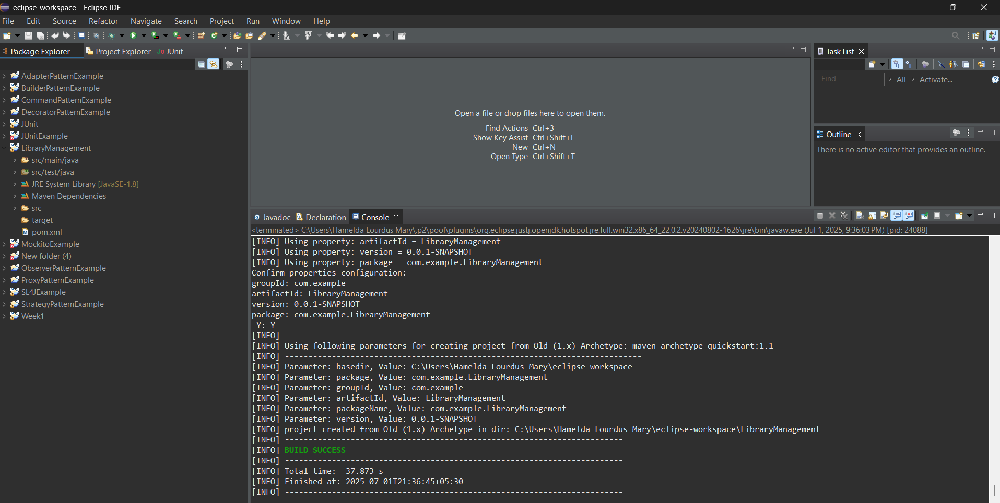 eclipse-workspace - Eclipse IDE
File Edit Source Refactor Navigate Search Project Run Window Help
Package Explorer Project Explorer JUnit
AdapterPatternExample
BuilderPatternExample
CommandPatternExample
DecoratorPatternExample
JUnit
JUnitExample
LibraryManagement
src/main/java
src/test/java
JRE System Library [JavaSE-1.8]
Maven Dependencies
src
target
pom.xml
MockitoExample
New folder (4)
ObserverPatternExample
ProxyPatternExample
SL4JExample
StrategyPatternExample
Week1
Open a file or drop files here to open them.
Find Actions Ctrl+3
Show Key Assist Ctrl+Shift+L
New Ctrl+N
Open Type Ctrl+Shift+T
Task List
Find All Activate...
Outline
There is no active editor that provides an outline.
Javadoc Declaration Console
<terminated> C:\Users\Hamelda Lourdus Mary\.p2\pool\plugins\org.eclipse.justj.openjdk.hotspot.jre.full.win32.x86_64_22.0.2.v20240802-1626\jre\bin\javaw.exe (Jul 1, 2025, 9:36:03 PM) [pid: 24088]
[INFO] Using property: artifactId = LibraryManagement
[INFO] Using property: version = 0.0.1-SNAPSHOT
[INFO] Using property: package = com.example.LibraryManagement
Confirm properties configuration:
groupId: com.example
artifactId: LibraryManagement
version: 0.0.1-SNAPSHOT
package: com.example.LibraryManagement
Y: Y
[INFO] ----------------------------------------------------------------------------
[INFO] Using following parameters for creating project from Old (1.x) Archetype: maven-archetype-quickstart:1.1
[INFO] ----------------------------------------------------------------------------
[INFO] Parameter: basedir, Value: C:\Users\Hamelda Lourdus Mary\eclipse-workspace
[INFO] Parameter: package, Value: com.example.LibraryManagement
[INFO] Parameter: groupId, Value: com.example
[INFO] Parameter: artifactId, Value: LibraryManagement
[INFO] Parameter: packageName, Value: com.example.LibraryManagement
[INFO] Parameter: version, Value: 0.0.1-SNAPSHOT
[INFO] project created from Old (1.x) Archetype in dir: C:\Users\Hamelda Lourdus Mary\eclipse-workspace\LibraryManagement
[INFO] ------------------------------------------------------------------------
[INFO] BUILD SUCCESS
[INFO] ------------------------------------------------------------------------
[INFO] Total time:  37.873 s
[INFO] Finished at: 2025-07-01T21:36:45+05:30
[INFO] ------------------------------------------------------------------------